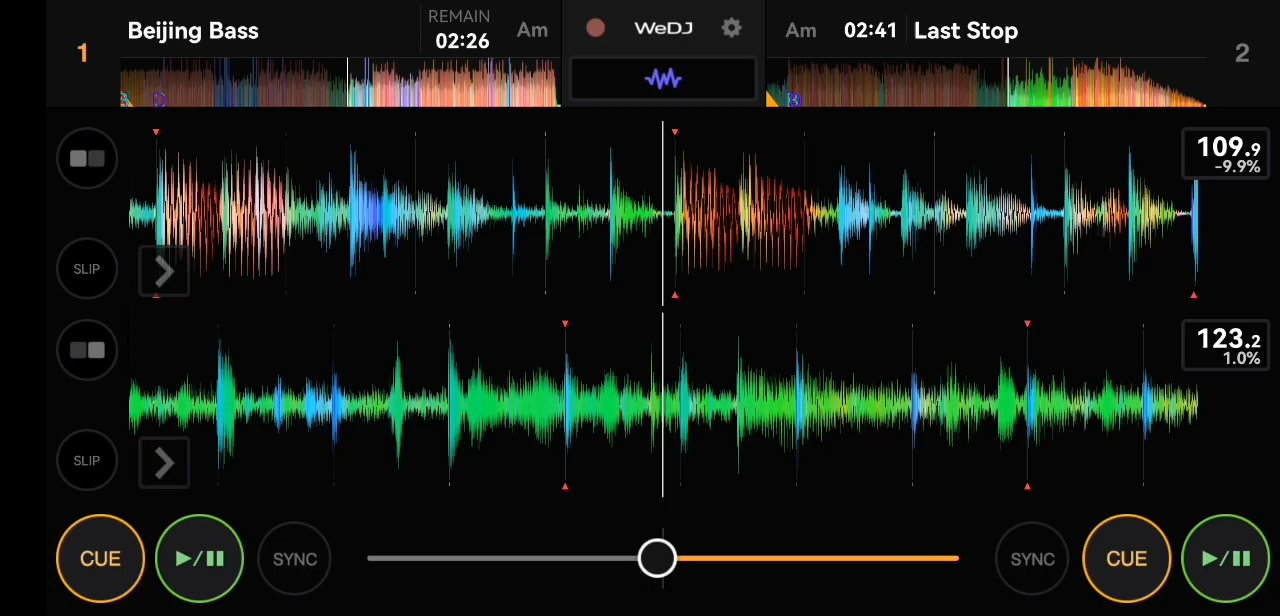 1
Beijing Bass
REMAIN
02:26
Am
WeDJ
Am
02:41
Last Stop
2
109.9
-9.9%
SLIP
123.2
1.0%
SLIP
CUE
SYNC
SYNC
CUE